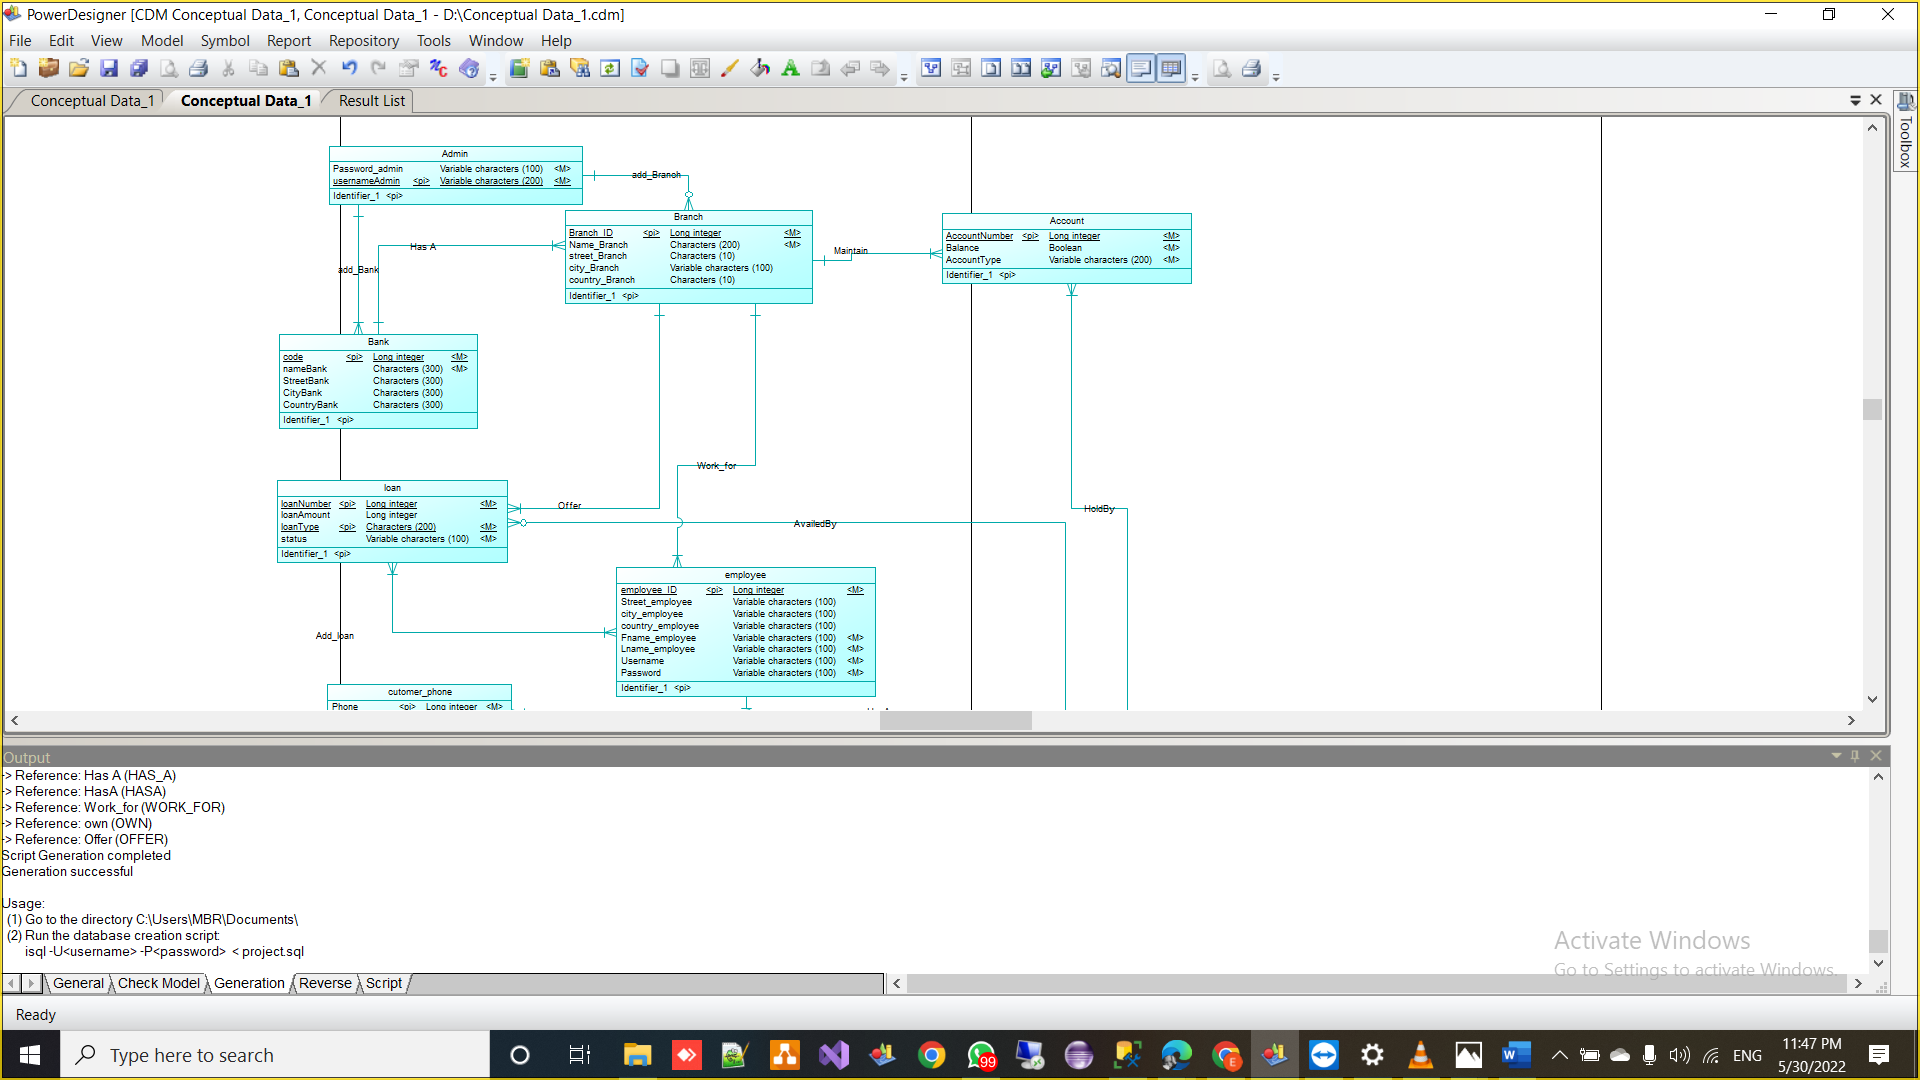 PowerDesigner [CDM Conceptual Data_1, Conceptual Data_1 - D:\Conceptual Data_1.cdm]
File Edit View Model Symbol Report Repository Tools Window Help
Conceptual Data_1 Conceptual Data_1 Result List
Toolbox
Admin
Password_admin Variable characters (100) <M>
usernameAdmin <pi> Variable characters (200) <M>
Identifier_1 <pi>
add_Branch
Branch
Branch_ID <pi> Long integer <M>
Name_Branch Characters (200) <M>
street_Branch Characters (10)
city_Branch Variable characters (100)
country_Branch Characters (10)
Identifier_1 <pi>
Account
AccountNumber <pi> Long integer <M>
Balance Boolean <M>
AccountType Variable characters (200) <M>
Identifier_1 <pi>
Has A
Maintain
add_Bank
Bank
code <pi> Long integer <M>
nameBank Characters (300) <M>
StreetBank Characters (300)
CityBank Characters (300)
CountryBank Characters (300)
Identifier_1 <pi>
Work_for
loan
loanNumber <pi> Long integer <M>
loanAmount Long integer
loanType <pi> Characters (200) <M>
status Variable characters (100) <M>
Identifier_1 <pi>
Offer
HoldBy
AvailedBy
employee
employee_ID <pi> Long integer <M>
Street_employee Variable characters (100)
city_employee Variable characters (100)
country_employee Variable characters (100)
Fname_employee Variable characters (100) <M>
Lname_employee Variable characters (100) <M>
Username Variable characters (100) <M>
Password Variable characters (100) <M>
Identifier_1 <pi>
Add_loan
cutomer_phone
Phone <pi> Long integer <M>
Output
-> Reference: Has A (HAS_A)
-> Reference: HasA (HASA)
-> Reference: Work_for (WORK_FOR)
-> Reference: own (OWN)
-> Reference: Offer (OFFER)
Script Generation completed
Generation successful
Usage:
(1) Go to the directory C:\Users\MBR\Documents\
(2) Run the database creation script:
isql -U<username> -P<password> < project.sql
Activate Windows
Go to Settings to activate Windows.
General Check Model Generation Reverse Script
Ready
Type here to search
99
E
ENG
11:47 PM
5/30/2022